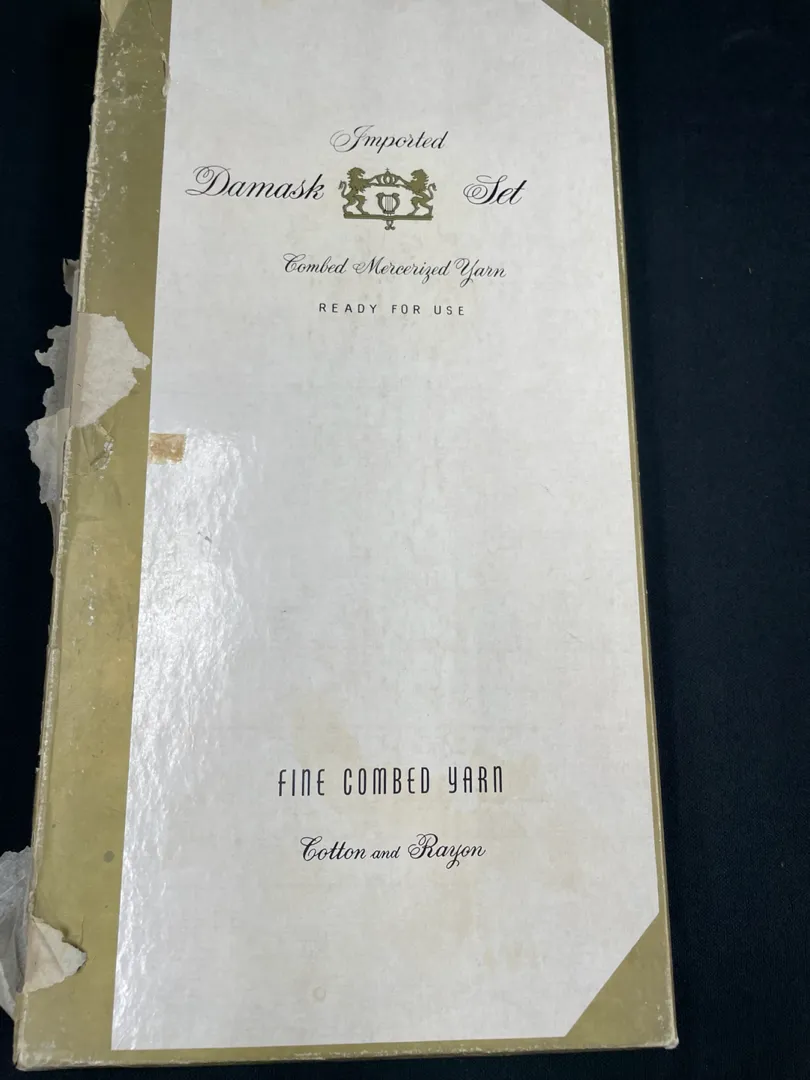 Imported
Damask Set
Combed Mercerized Yarn
READY FOR USE
FINE COMBED YARN
Cotton and Rayon